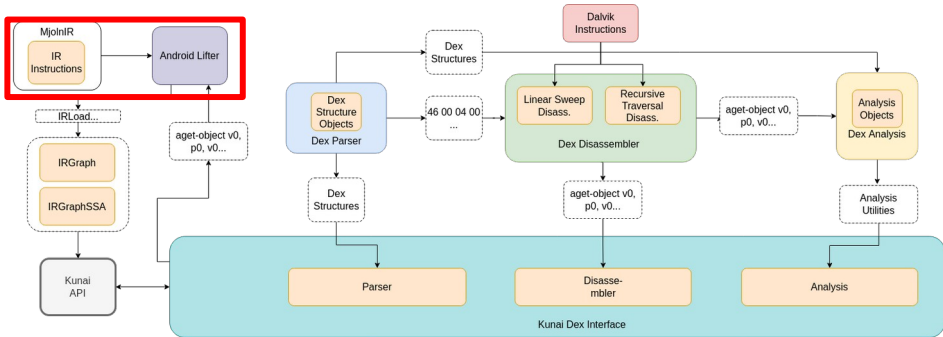 MjolnIR
IR
Instructions
Android Lifter
IRLoad...
aget-object v0,
p0, v0...
IRGraph
IRGraphSSA
Kunai
API
Dalvik
Instructions
Dex
Structures
Dex
Structure
Objects
Dex Parser
46 00 04 00
...
Linear Sweep
Disass.
Recursive
Traversal
Disass.
Dex Disassembler
aget-object v0,
p0, v0...
Analysis
Objects
Dex Analysis
Dex
Structures
aget-object v0,
p0, v0...
Analysis
Utilities
Parser
Disasse-
mbler
Analysis
Kunai Dex Interface